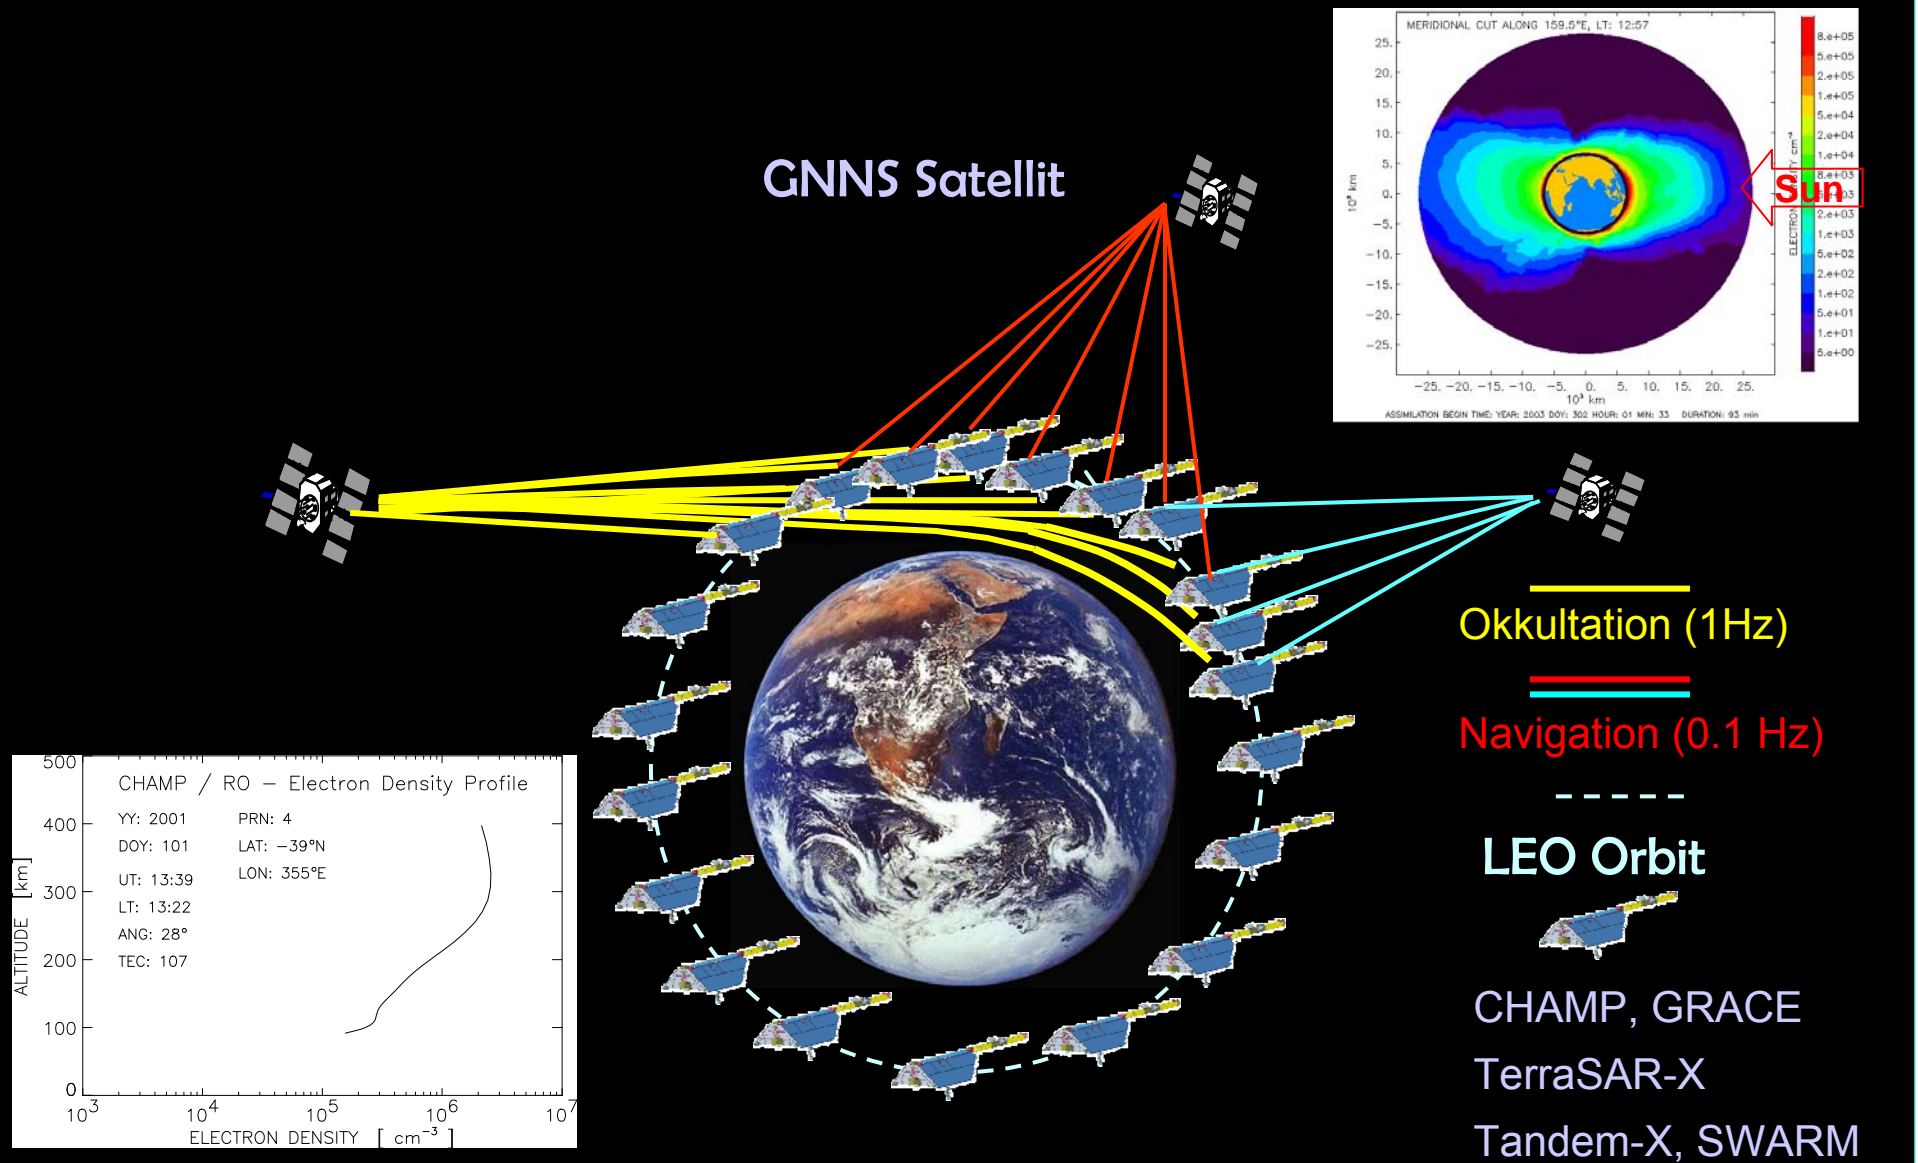 GNNS Satellit
MERIDIONAL CUT ALONG 159.5°E, LT: 12:57
25.
20.
15.
10.
5.
0.
−5.
−10.
−15.
−20.
−25.
10³ km
−25. −20. −15. −10. −5. 0. 5. 10. 15. 20. 25.
10³ km
8.e+05
5.e+05
2.e+05
1.e+05
5.e+04
2.e+04
1.e+04
8.e+03
2.e+03
1.e+03
5.e+02
2.e+02
1.e+02
5.e+01
1.e+01
5.e+00
Sun
ASSIMILATION BEGIN TIME: YEAR: 2003 DOY: 302 HOUR: 01 MIN: 33 DURATION: 93 min
Okkultation (1Hz)
Navigation (0.1 Hz)
LEO Orbit
CHAMP, GRACE
TerraSAR-X
Tandem-X, SWARM
CHAMP / RO − Electron Density Profile
YY: 2001 PRN: 4
DOY: 101 LAT: −39°N
LON: 355°E
UT: 13:39
LT: 13:22
ANG: 28°
TEC: 107
500
400
300
200
100
0
ALTITUDE [km]
10³ 10⁴ 10⁵ 10⁶ 10⁷
ELECTRON DENSITY [ cm⁻³ ]